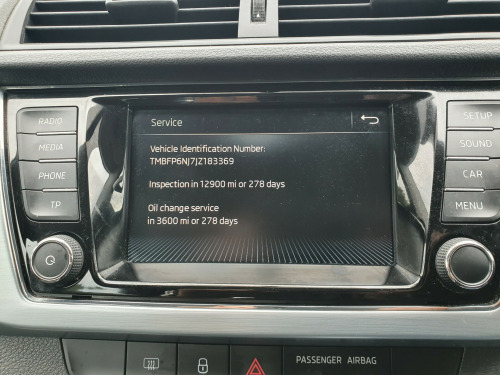 Service
Vehicle Identification Number:
TMBFP6NJ7JZ183369
Inspection in 12900 mi or 278 days
Oil change service
in 3600 mi or 278 days
RADIO
MEDIA
PHONE
TP
SETUP
SOUND
CAR
MENU
PASSENGER AIRBAG